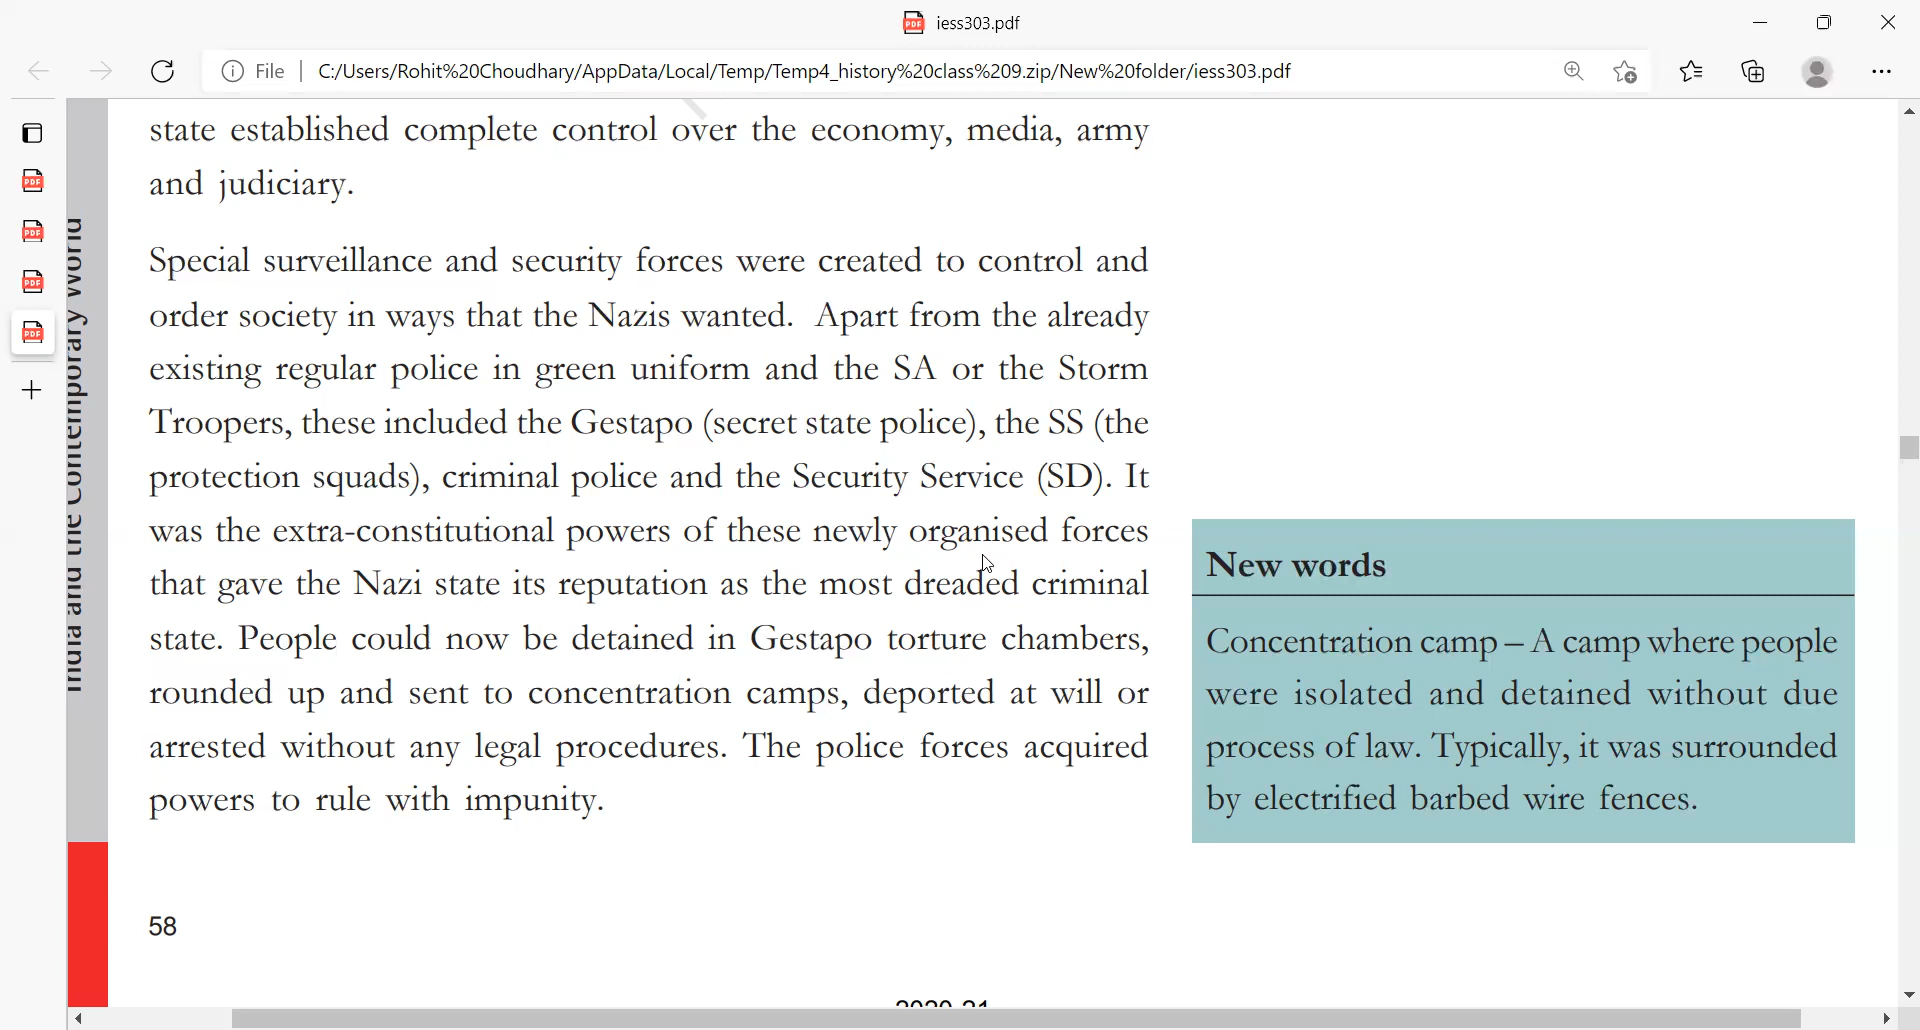 iess303.pdf
File
C:/Users/Rohit%20Choudhary/AppData/Local/Temp/Temp4_history%20class%209.zip/New%20folder/iess303.pdf
PDF
PDF
PDF
PDF
PDF
India and the Contemporary World
state established complete control over the economy, media, army
and judiciary.
Special surveillance and security forces were created to control and
order society in ways that the Nazis wanted. Apart from the already
existing regular police in green uniform and the SA or the Storm
Troopers, these included the Gestapo (secret state police), the SS (the
protection squads), criminal police and the Security Service (SD). It
was the extra-constitutional powers of these newly organised forces
that gave the Nazi state its reputation as the most dreaded criminal
state. People could now be detained in Gestapo torture chambers,
rounded up and sent to concentration camps, deported at will or
arrested without any legal procedures. The police forces acquired
powers to rule with impunity.
New words
Concentration camp – A camp where people
were isolated and detained without due
process of law. Typically, it was surrounded
by electrified barbed wire fences.
58
2020-21